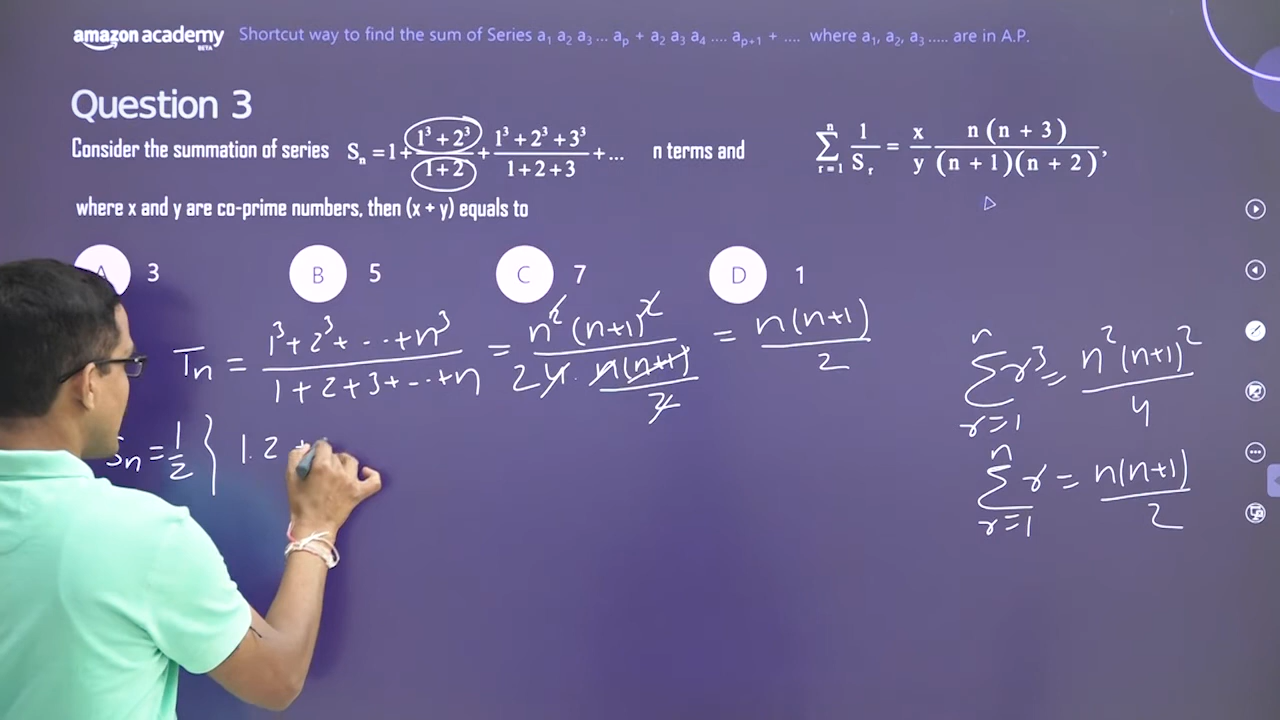 amazon academy Shortcut way to find the sum of Series a₁ a₂ a₃ ... aₚ + a₂ a₃ a₄ .... aₚ₊₁ + .... where a₁, a₂, a₃ ..... are in A.P.
BETA
Question 3
Consider the summation of series Sₙ = 1 + (1³ + 2³)/(1 + 2) + (1³ + 2³ + 3³)/(1 + 2 + 3) + ... n terms and ∑ₙ r = 1 1/Sᵣ = x/y n (n + 3)/((n + 1)(n + 2)),
where x and y are co-prime numbers, then (x + y) equals to
A 3 B 5 C 7 D 1
Tₙ = (1³ + 2³ + ... + n³)/(1 + 2 + 3 + ... + n) = n² (n+1)²/(2 4 . n(n+1)/2) = n(n+1)/2
n ∑ r=1 r³ = n² (n+1)²/4
Sₙ = 1/2 { 1.2 +
n ∑ r=1 r = n(n+1)/2